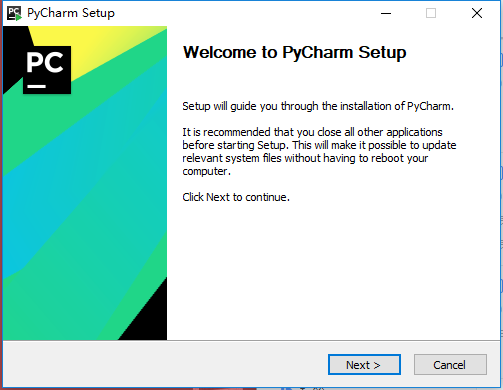 PyCharm Setup
PC
Welcome to PyCharm Setup
Setup will guide you through the installation of PyCharm.
It is recommended that you close all other applications
before starting Setup. This will make it possible to update
relevant system files without having to reboot your
computer.
Click Next to continue.
Next >
Cancel